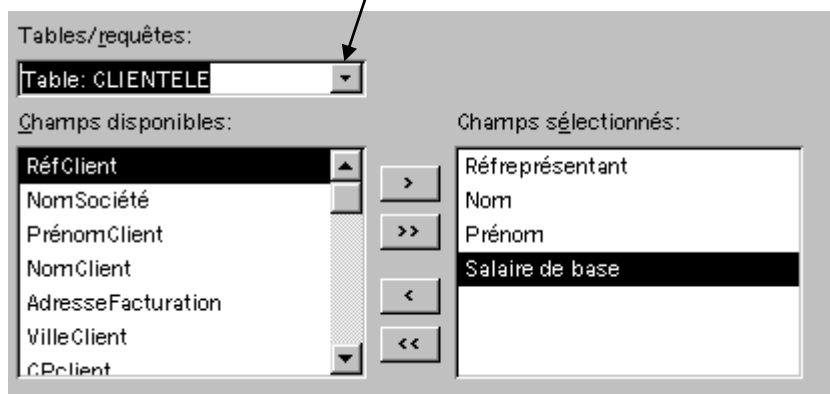 Tables/requêtes:
Table: CLIENTELE
Champs disponibles:
Champs sélectionnés:
RéfClient
NomSociété
PrénomClient
NomClient
AdresseFacturation
VilleClient
CPclient
>
>>
<
<<
Réfreprésentant
Nom
Prénom
Salaire de base